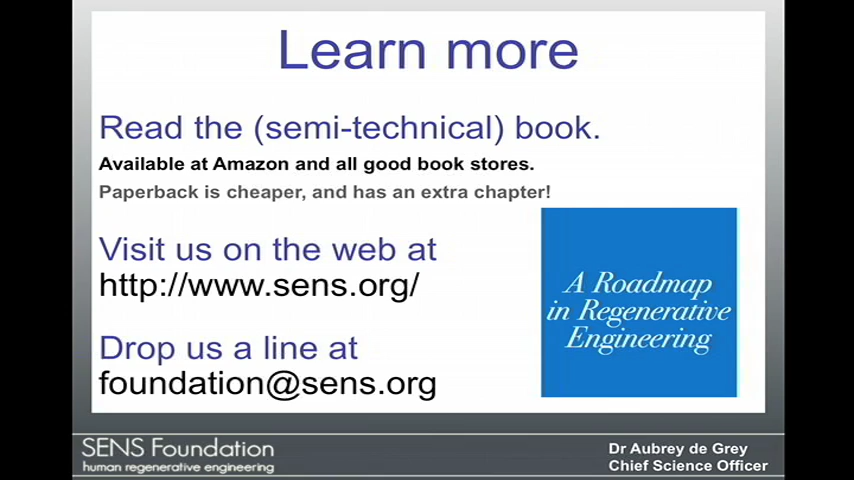 Learn more
Read the (semi-technical) book.
Available at Amazon and all good book stores.
Paperback is cheaper, and has an extra chapter!
Visit us on the web at
http://www.sens.org/
Drop us a line at
foundation@sens.org
A Roadmap
in Regenerative
Engineering
SENS Foundation
human regenerative engineering
Dr Aubrey de Grey
Chief Science Officer